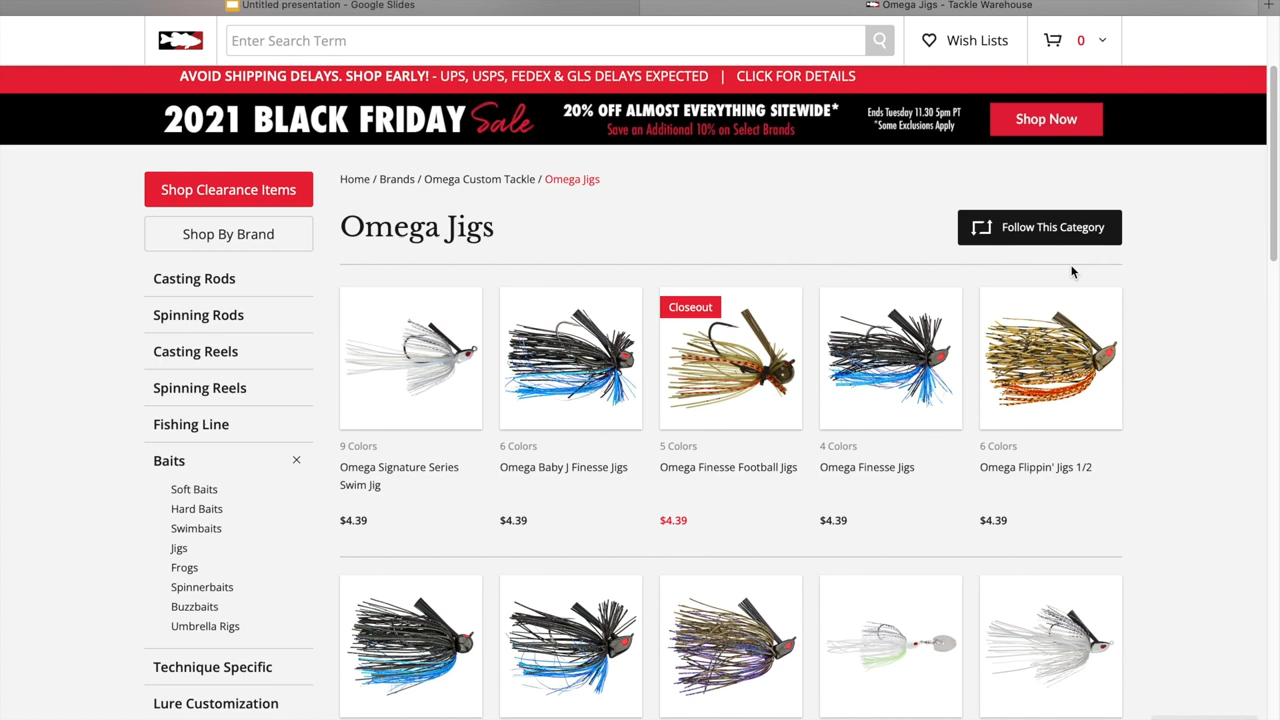 Untitled presentation - Google Slides
Omega Jigs - Tackle Warehouse
Enter Search Term
Wish Lists
0
AVOID SHIPPING DELAYS. SHOP EARLY! - UPS, USPS, FEDEX & GLS DELAYS EXPECTED | CLICK FOR DETAILS
2021 BLACK FRIDAY Sale
20% OFF ALMOST EVERYTHING SITEWIDE*
Save an Additional 10% on Select Brands
Ends Tuesday 11.30 5pm PT
*Some Exclusions Apply
Shop Now
Shop Clearance Items
Shop By Brand
Casting Rods
Spinning Rods
Casting Reels
Spinning Reels
Fishing Line
Baits
Soft Baits
Hard Baits
Swimbaits
Jigs
Frogs
Spinnerbaits
Buzzbaits
Umbrella Rigs
Technique Specific
Lure Customization
Home / Brands / Omega Custom Tackle / Omega Jigs
Omega Jigs
Follow This Category
9 Colors
Omega Signature Series
Swim Jig
$4.39
6 Colors
Omega Baby J Finesse Jigs
$4.39
Closeout
5 Colors
Omega Finesse Football Jigs
$4.39
4 Colors
Omega Finesse Jigs
$4.39
6 Colors
Omega Flippin' Jigs 1/2
$4.39